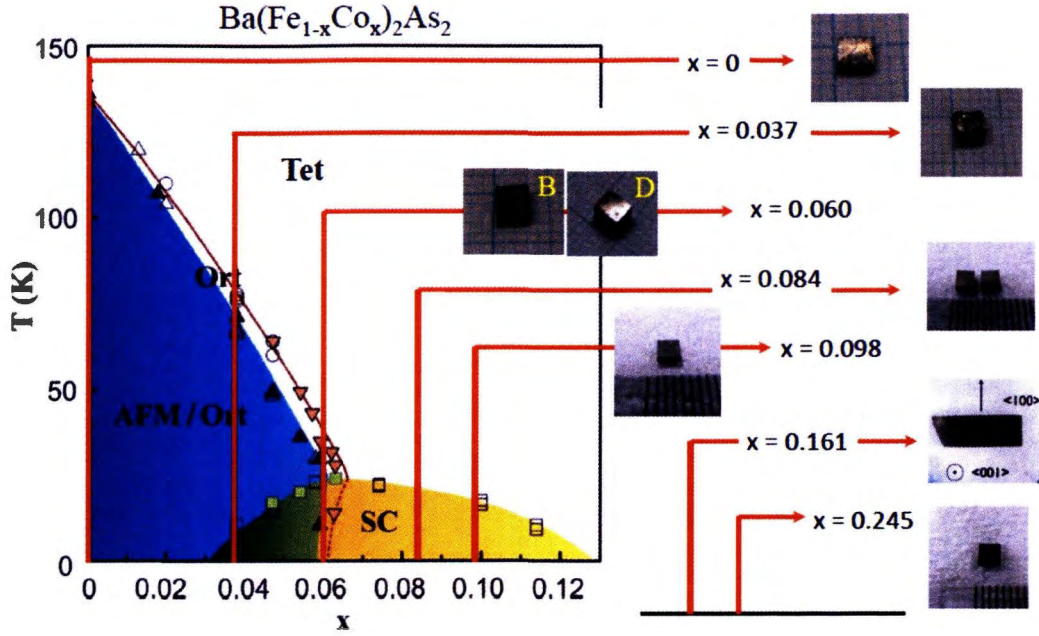 Ba(Fe₁₋ₓCoₓ)₂As₂
150
100
50
0
T (K)
0
0.02
0.04
0.06
0.08
0.10
0.12
x
Tet
Ort
AFM/Ort
SC
B
D
x = 0
x = 0.037
x = 0.060
x = 0.084
x = 0.098
x = 0.161
x = 0.245
<100>
<001>